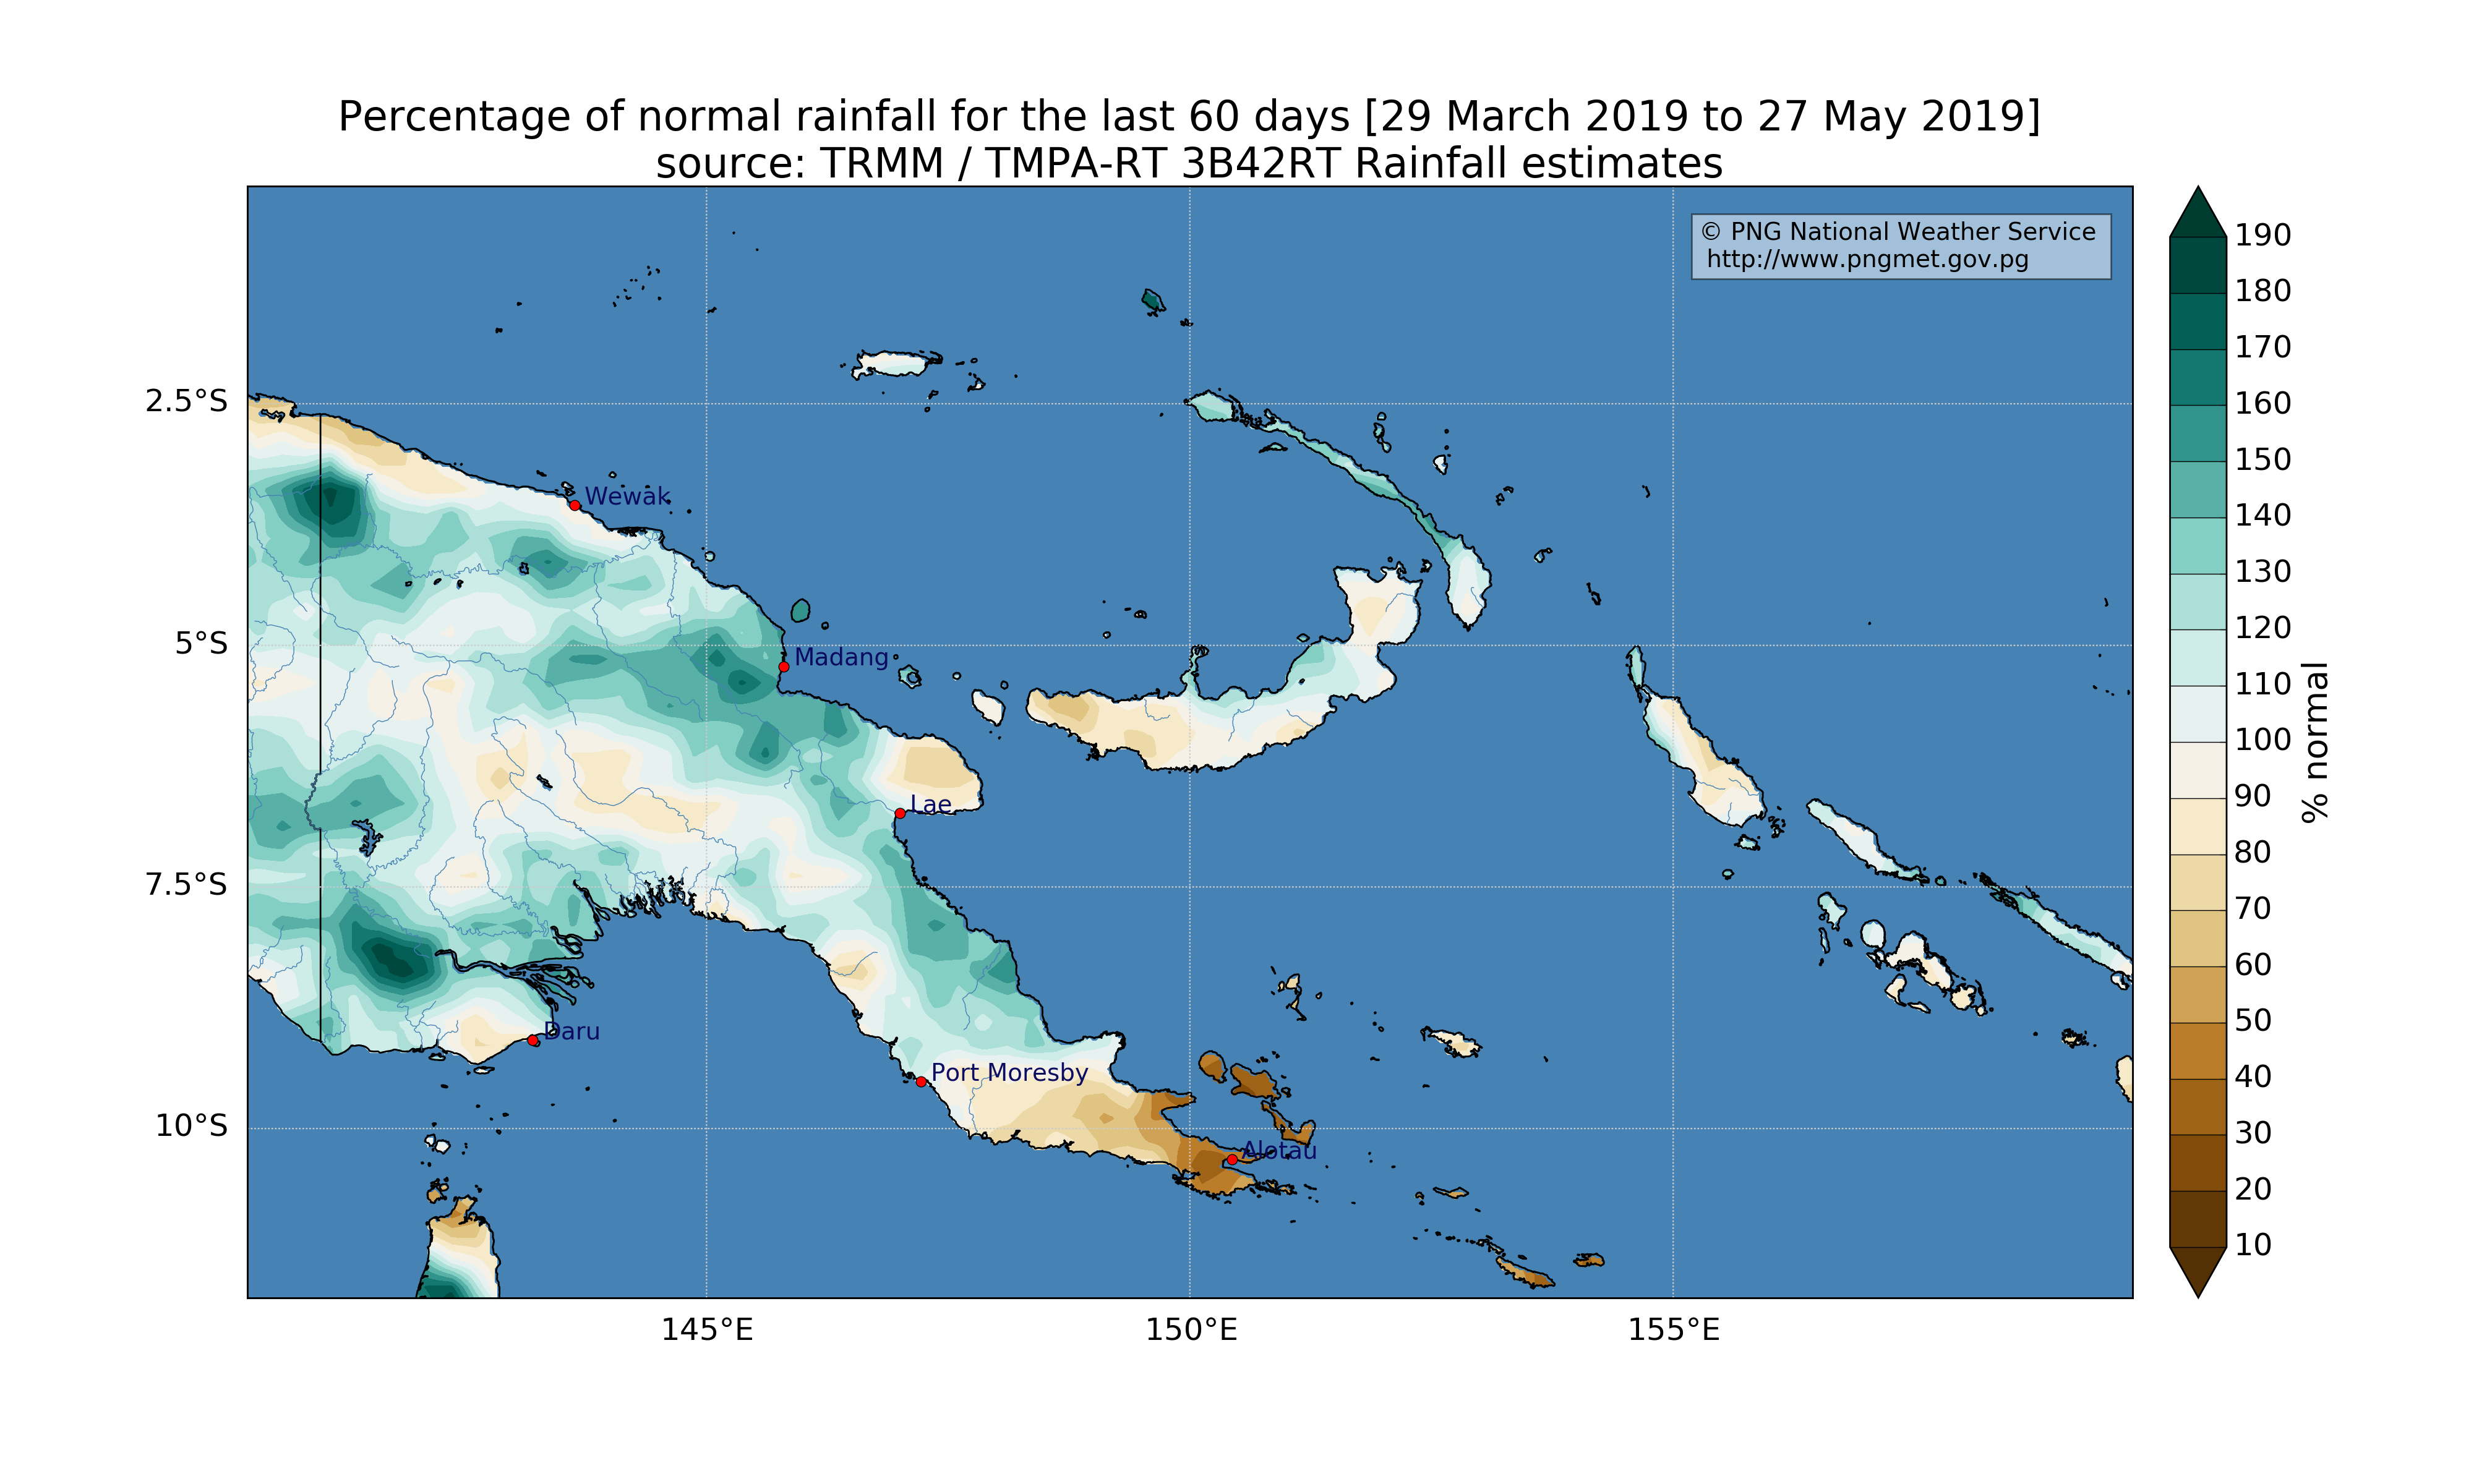 Percentage of normal rainfall for the last 60 days [29 March 2019 to 27 May 2019]
source: TRMM / TMPA-RT 3B42RT Rainfall estimates
© PNG National Weather Service
http://www.pngmet.gov.pg
2.5°S
5°S
7.5°S
10°S
145°E
150°E
155°E
Wewak
Madang
Lae
Daru
Port Moresby
Alotau
190
180
170
160
150
140
130
120
110
100
90
80
70
60
50
40
30
20
10
% normal